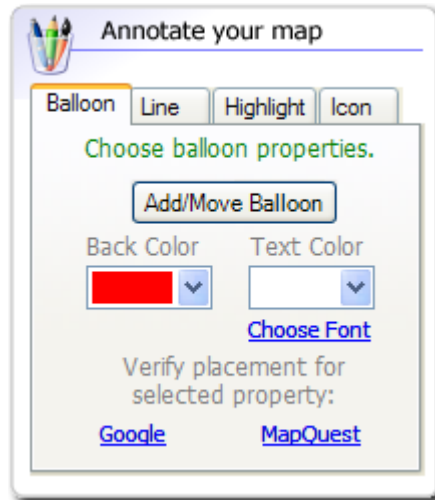 Annotate your map
Balloon Line Highlight Icon
Choose balloon properties.
Add/Move Balloon
Back Color Text Color
Choose Font
Verify placement for
selected property:
Google MapQuest